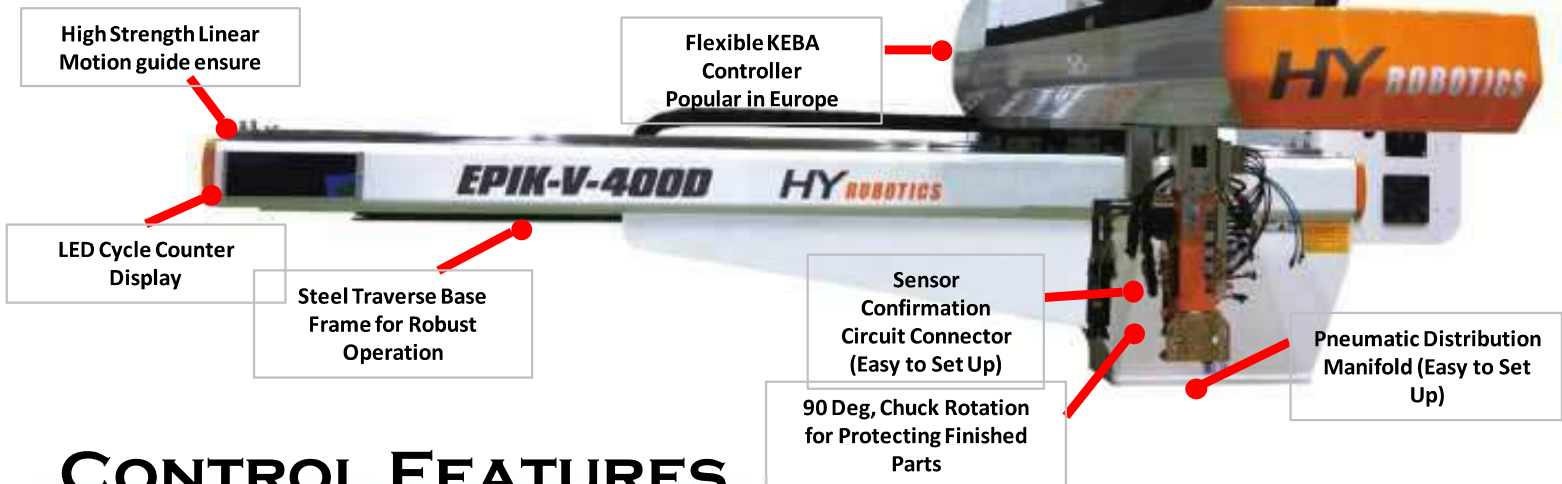 High Strength Linear
Motion guide ensure
Flexible KEBA
Controller
Popular in Europe
HY ROBOTICS
EPIK-V-400D HY ROBOTICS
LED Cycle Counter
Display
Steel Traverse Base
Frame for Robust
Operation
Sensor
Confirmation
Circuit Connector
(Easy to Set Up)
Pneumatic Distribution
Manifold (Easy to Set
Up)
90 Deg, Chuck Rotation
for Protecting Finished
Parts
CONTROL FEATURES